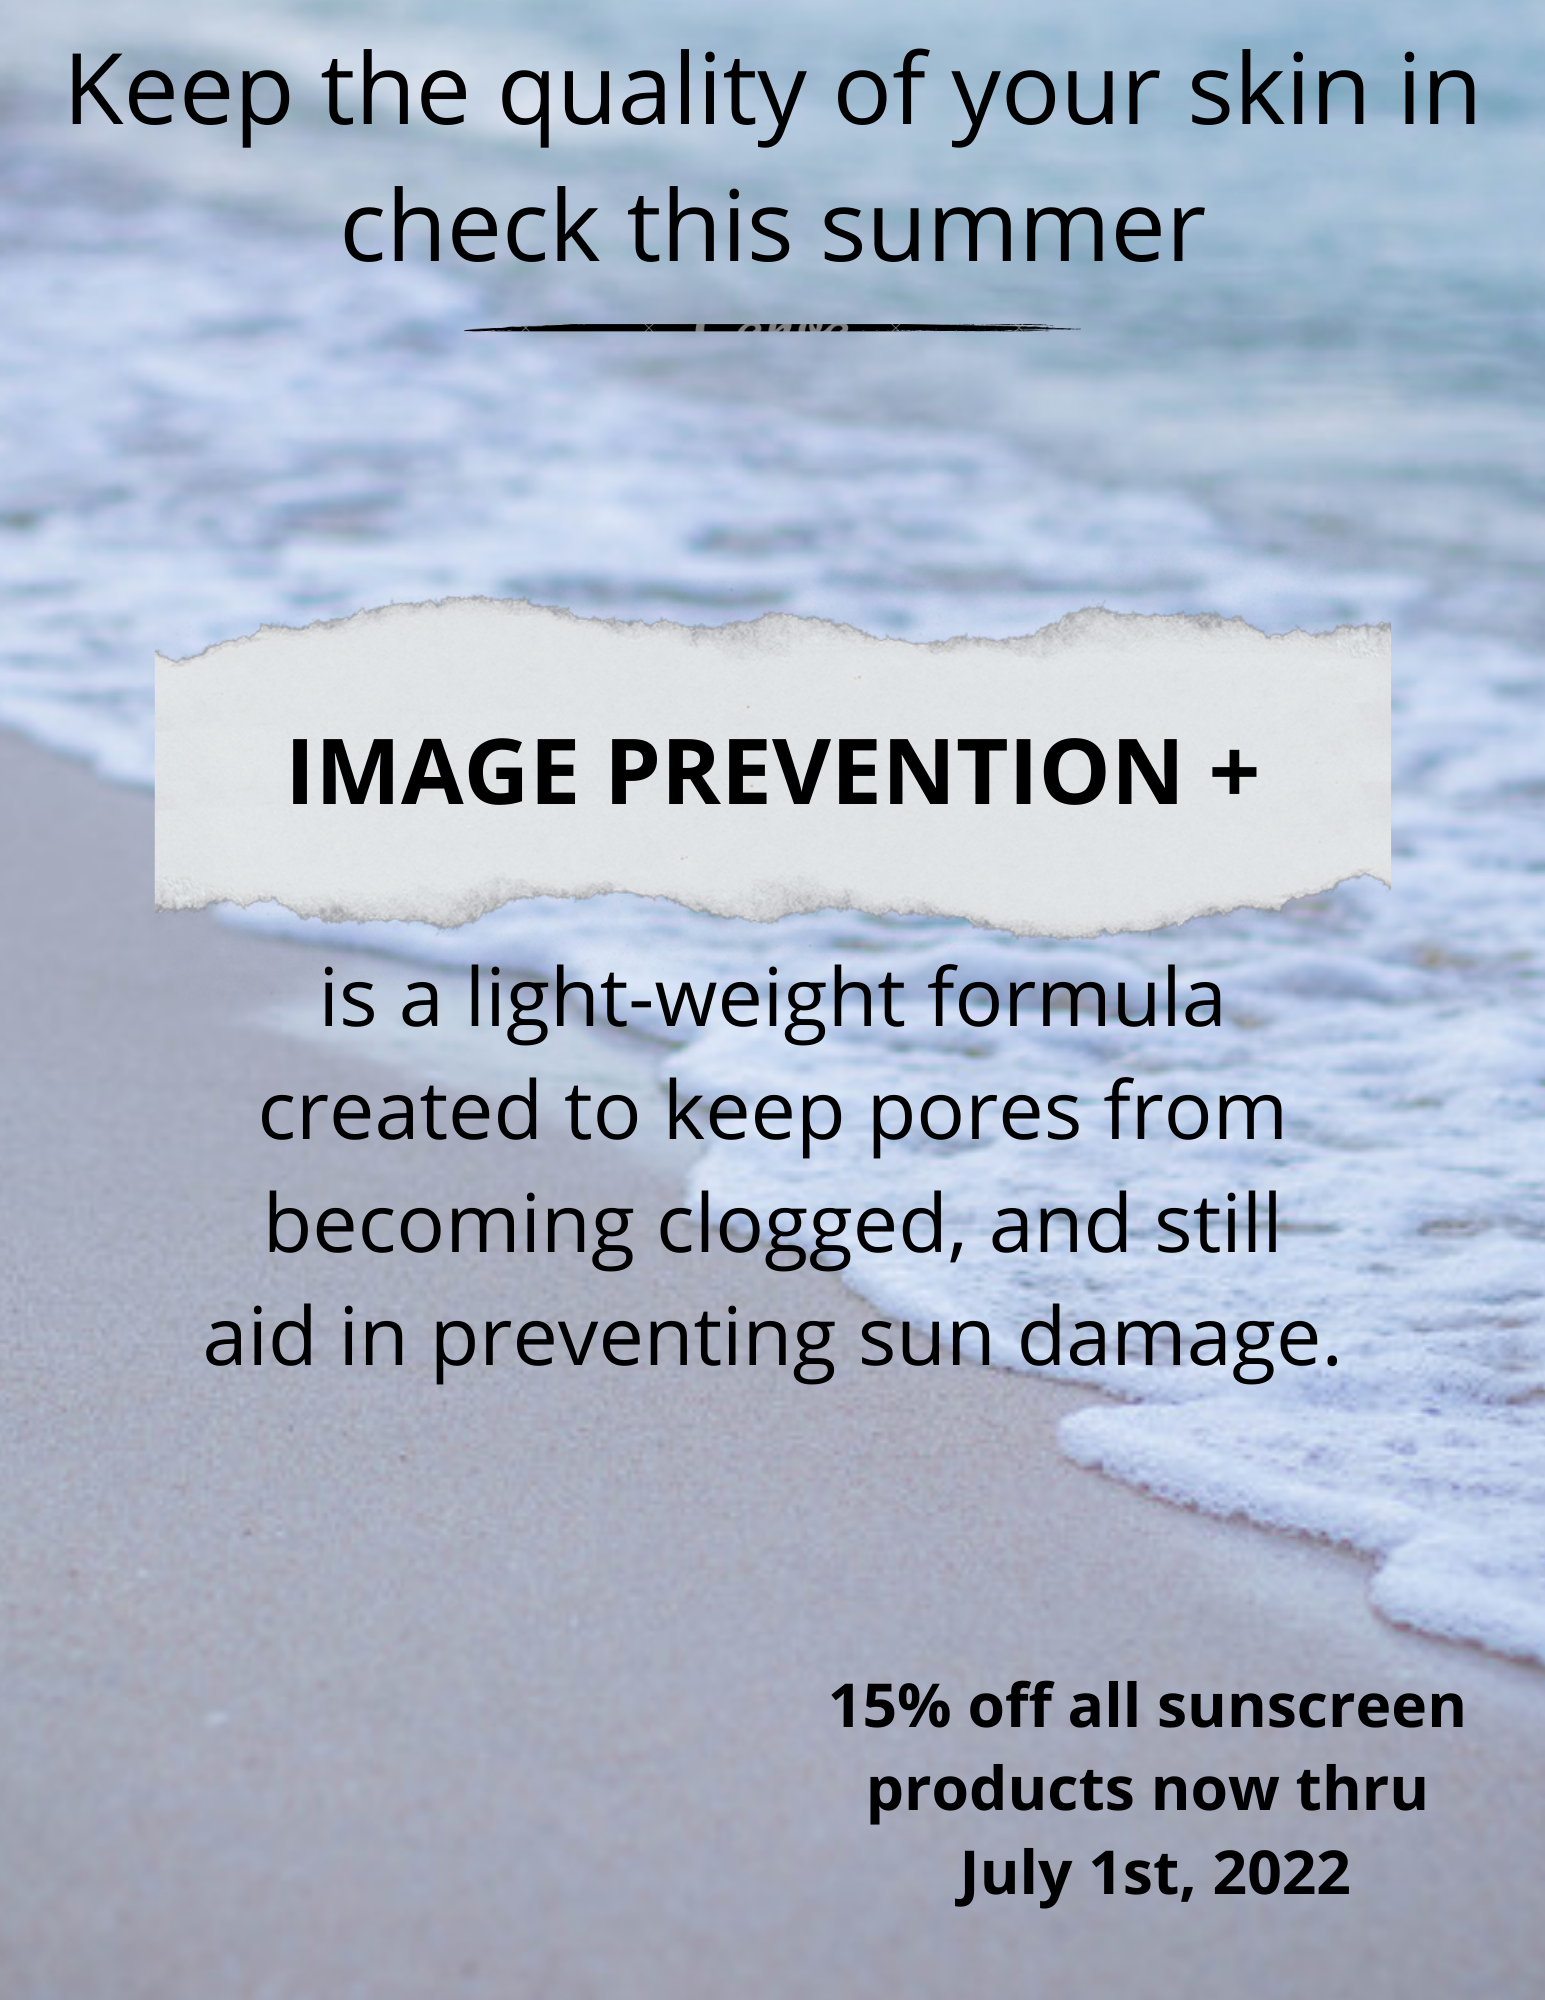 Keep the quality of your skin in
check this summer
IMAGE PREVENTION +
is a light-weight formula
created to keep pores from
becoming clogged, and still
aid in preventing sun damage.
15% off all sunscreen
products now thru
July 1st, 2022